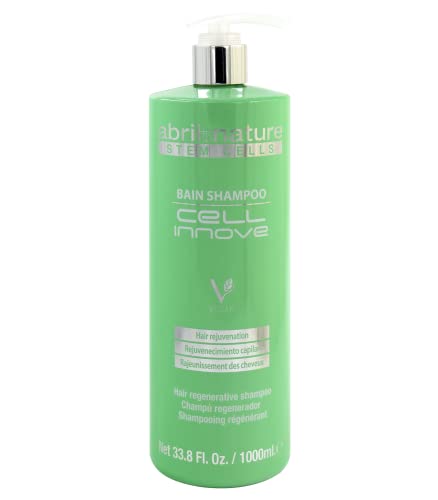 abril et nature
STEM CELLS
BAIN SHAMPOO
CELL
INNOVE
V
VEGAN
Hair rejuvenation
Rejuvenecimiento capilar
Rajeunissement des cheveux
Hair regenerative shampoo
Champú regenerador
Shampooing régénérant
Net 33.8 Fl. Oz. / 1000ml. e